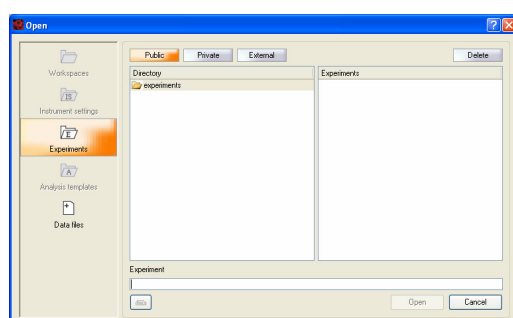 Open
Workspaces
IS
Instrument settings
E
Experiments
A
Analysis templates
Data files
Public Private External Delete
Directory Experiments
experiments
Experiment
Open Cancel